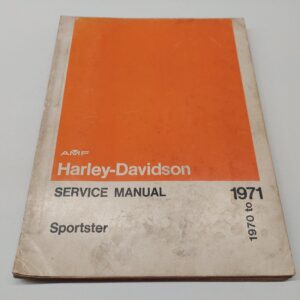 AMF
Harley-Davidson
SERVICE MANUAL
1971
1970 to
Sportster